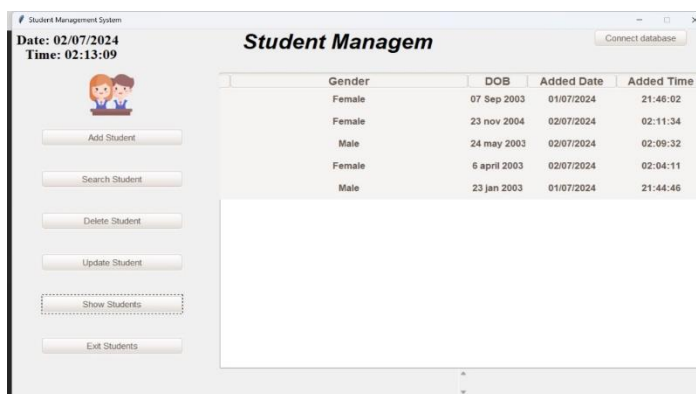 Student Management System
Date: 02/07/2024
Time: 02:13:09
Student Managem
Connect database
Gender DOB Added Date Added Time
Female 07 Sep 2003 01/07/2024 21:46:02
Female 23 nov 2004 02/07/2024 02:11:34
Male 24 may 2003 02/07/2024 02:09:32
Female 6 april 2003 02/07/2024 02:04:11
Male 23 jan 2003 01/07/2024 21:44:46
Add Student
Search Student
Delete Student
Update Student
Show Students
Exit Students